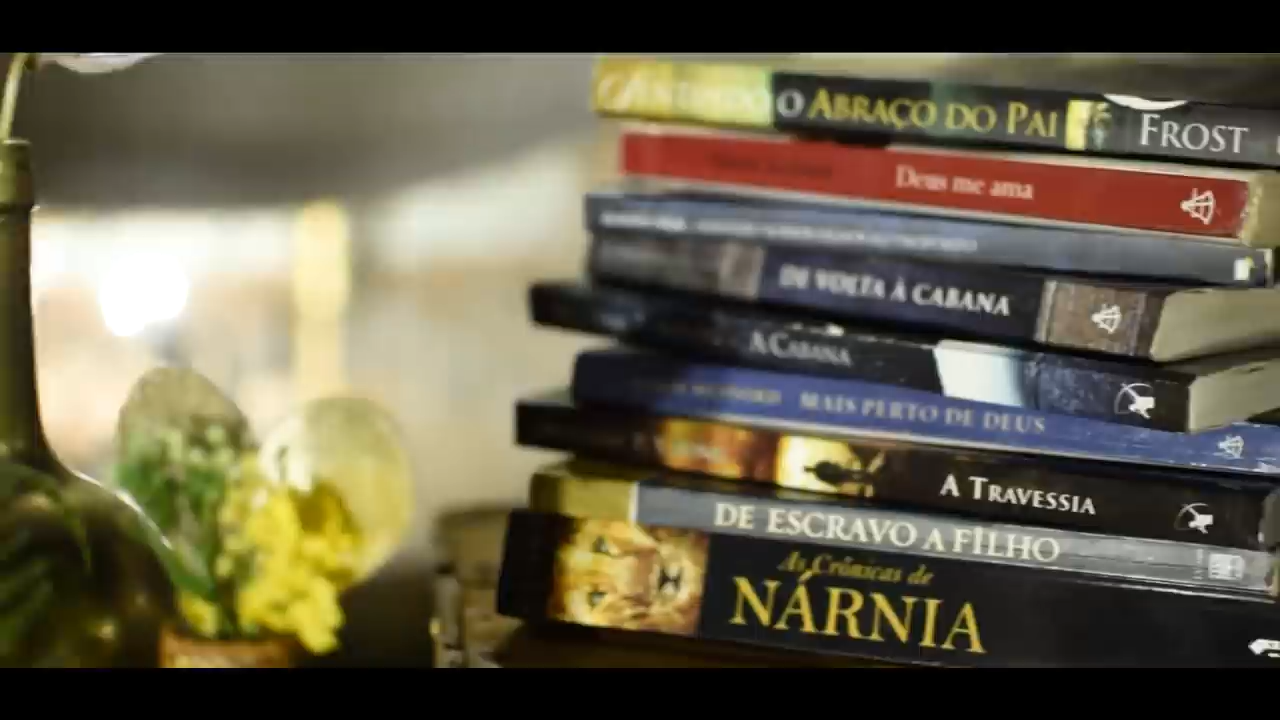 O ABRAÇO DO PAI FROST
Deus me ama
DE VOLTA À CABANA
A CABANA
MAIS PERTO DE DEUS
A TRAVESSIA
DE ESCRAVO A FILHO
As Crônicas de
NÁRNIA